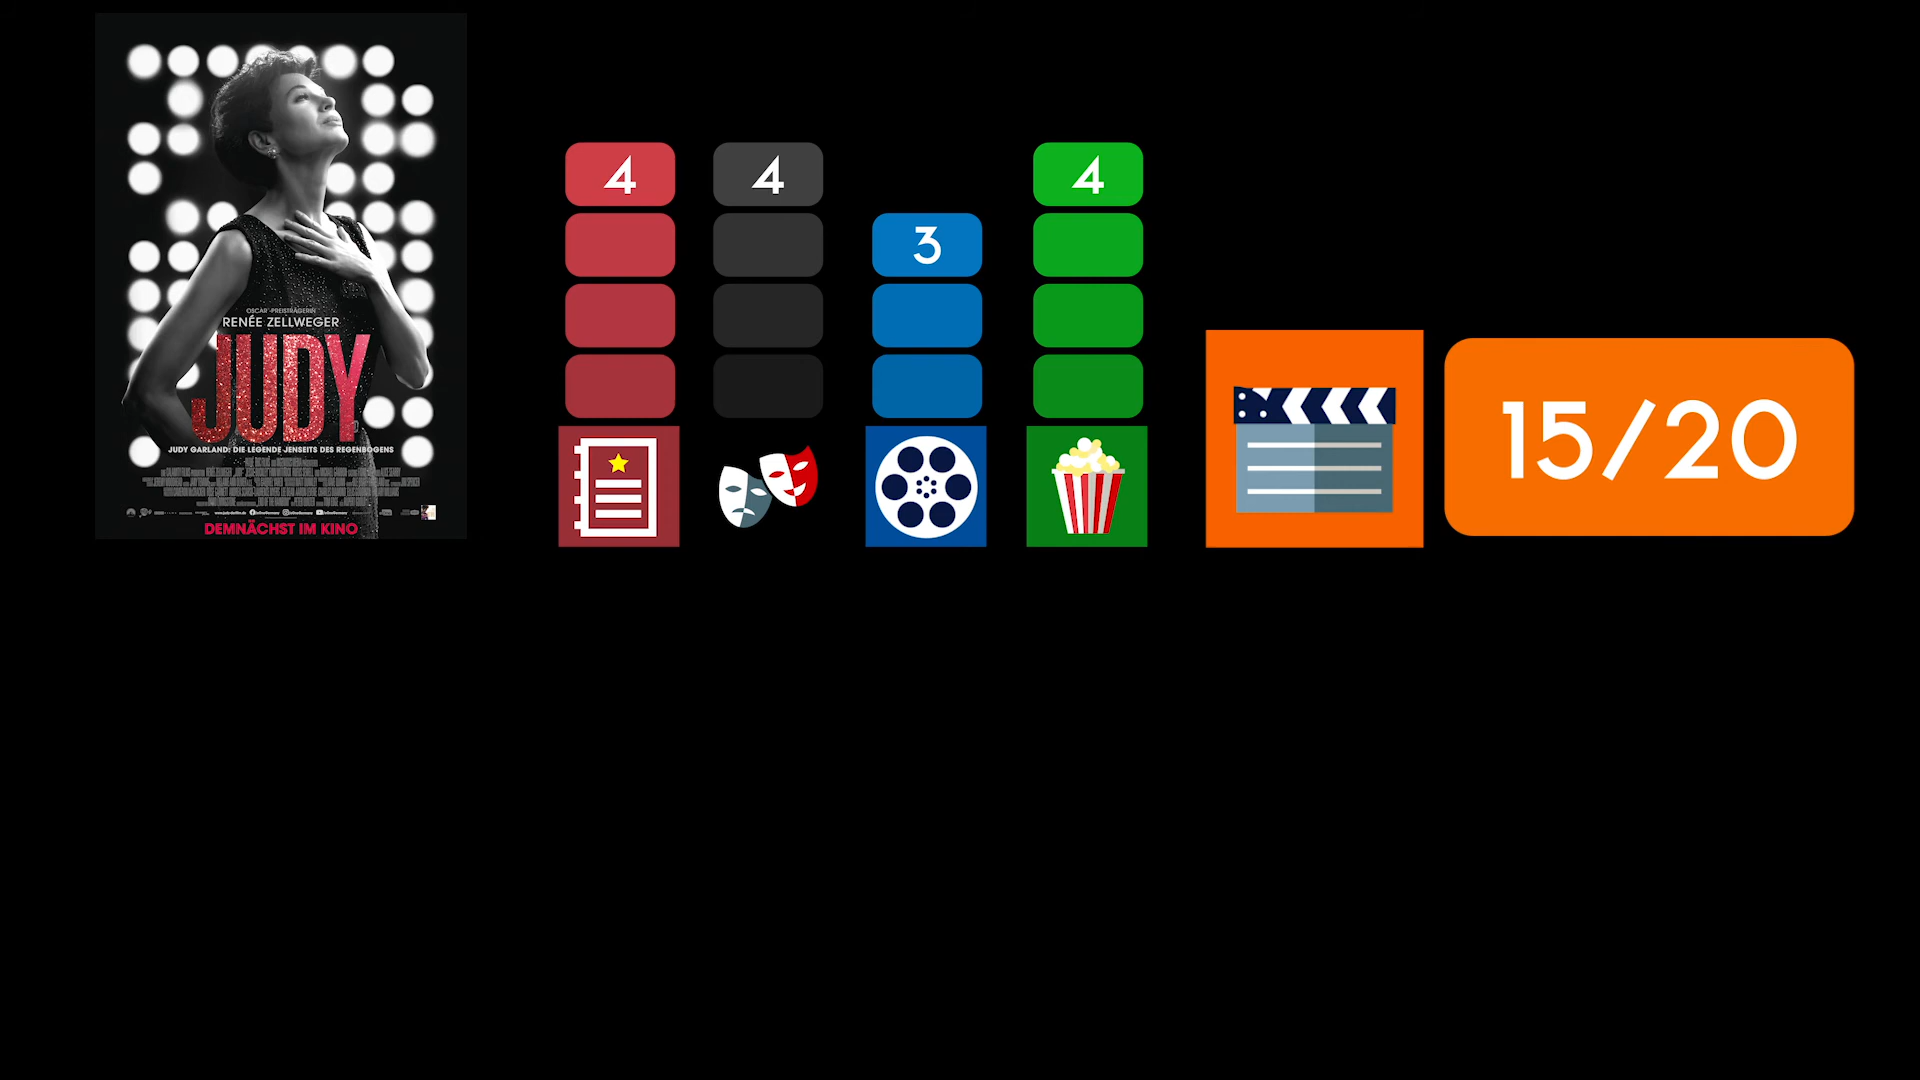 OSCAR®-PREISTRÄGERIN
RENÉE ZELLWEGER
JUDY
JUDY GARLAND: DIE LEGENDE JENSEITS DES REGENBOGENS
DEMNÄCHST IM KINO
4
4
3
4
15/20